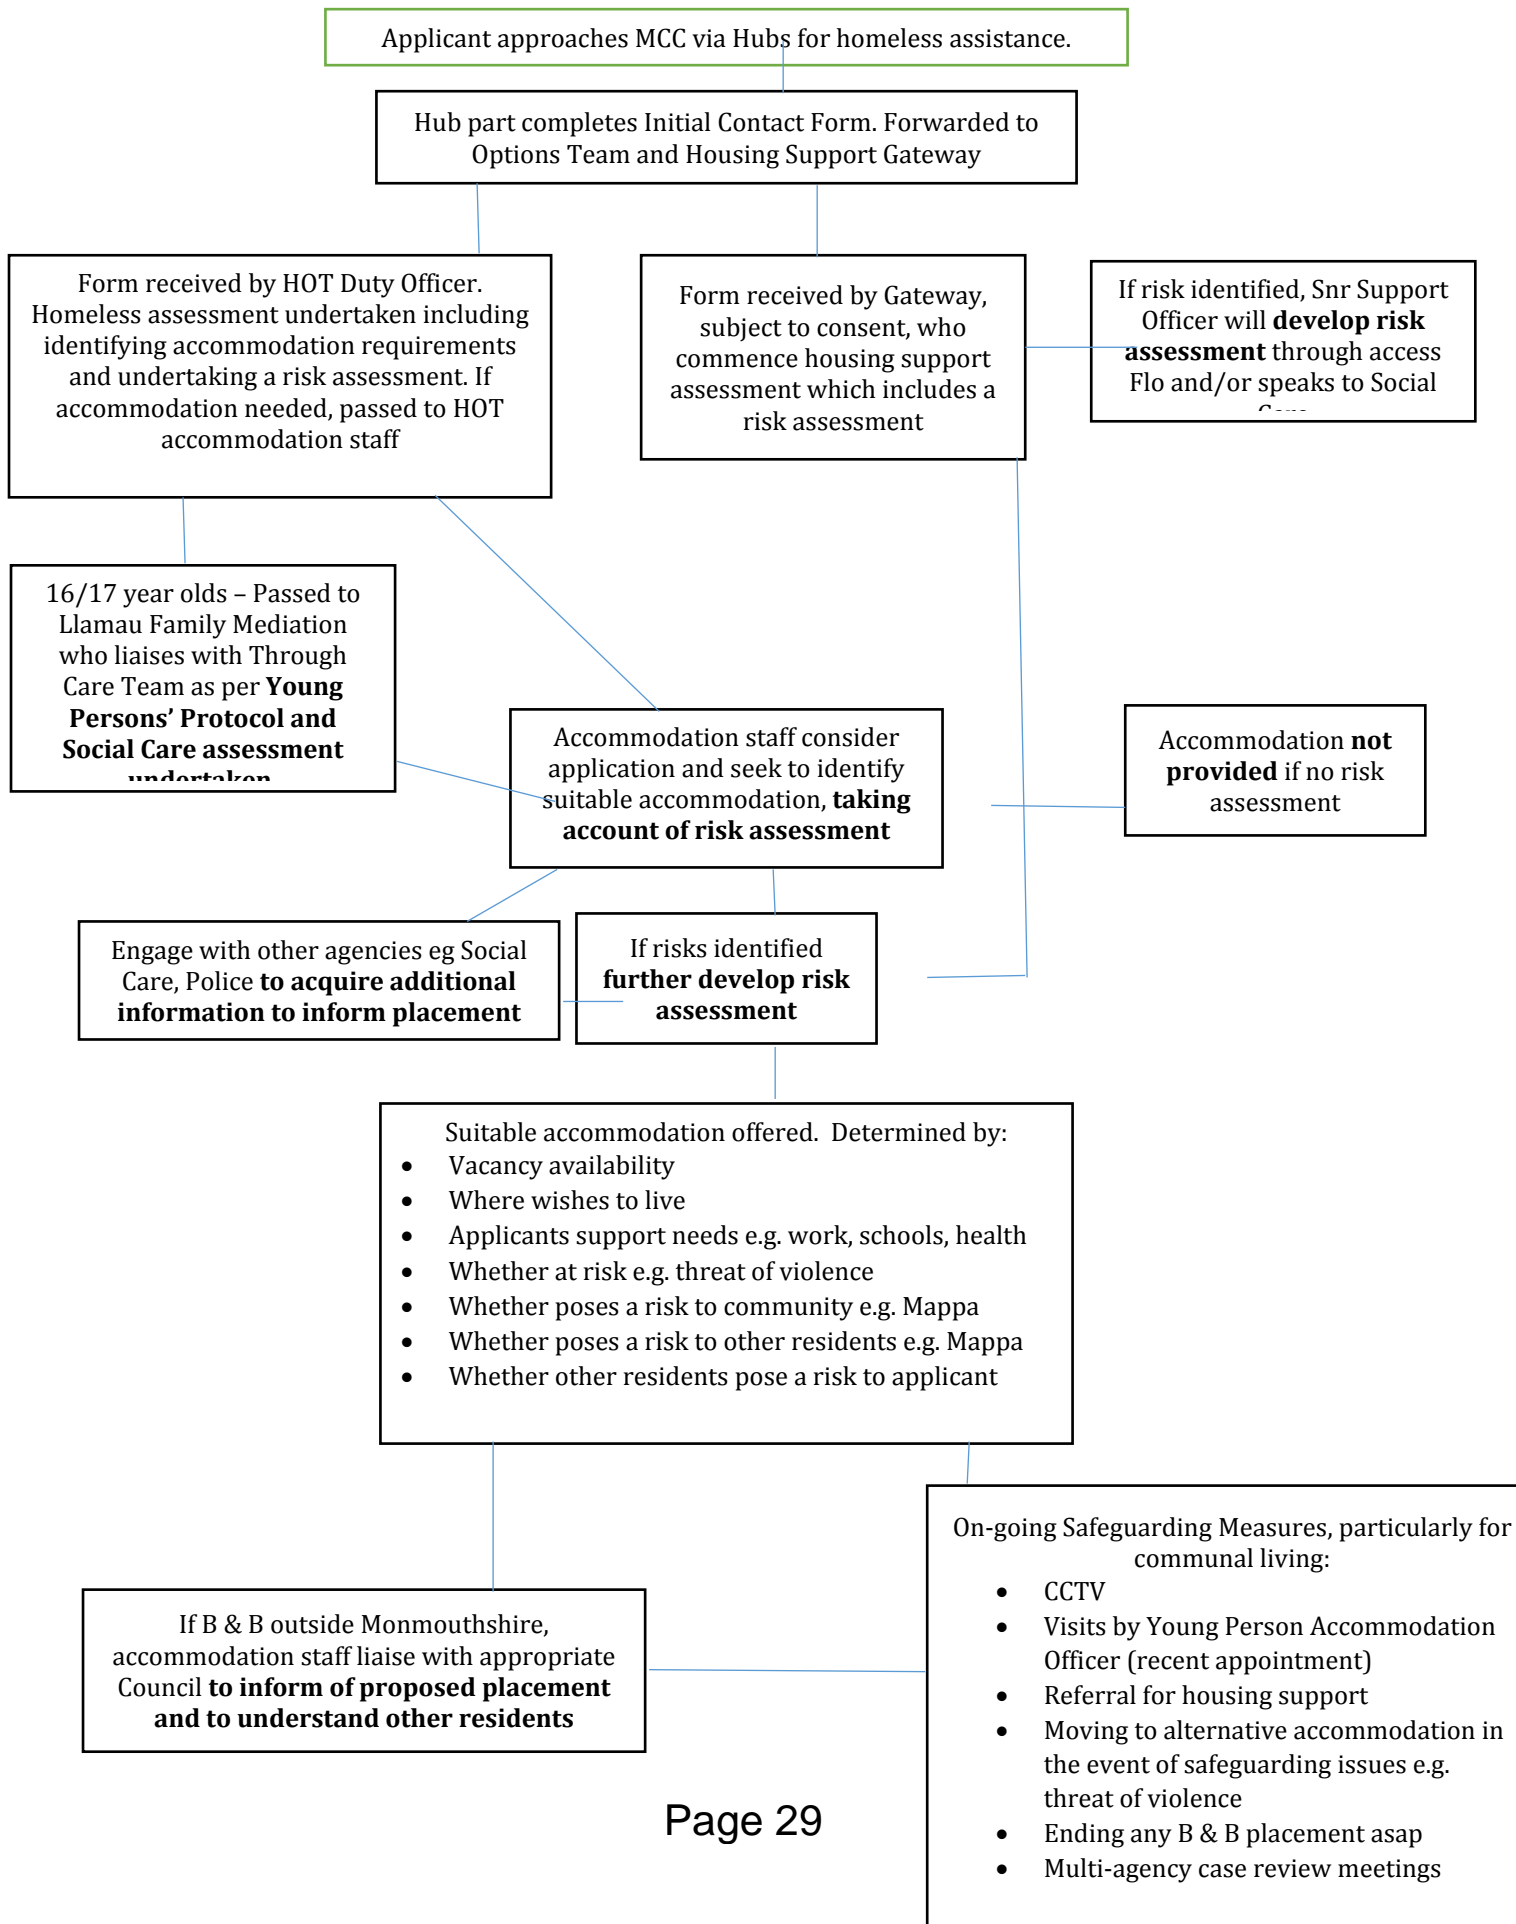 Applicant approaches MCC via Hubs for homeless assistance.
Hub part completes Initial Contact Form. Forwarded to
Options Team and Housing Support Gateway
Form received by HOT Duty Officer.
Homeless assessment undertaken including
identifying accommodation requirements
and undertaking a risk assessment. If
accommodation needed, passed to HOT
accommodation staff
Form received by Gateway,
subject to consent, who
commence housing support
assessment which includes a
risk assessment
If risk identified, Snr Support
Officer will develop risk
assessment through access
Flo and/or speaks to Social
16/17 year olds – Passed to
Llamau Family Mediation
who liaises with Through
Care Team as per Young
Persons’ Protocol and
Social Care assessment
undertaken
Accommodation staff consider
application and seek to identify
suitable accommodation, taking
account of risk assessment
Accommodation not
provided if no risk
assessment
Engage with other agencies eg Social
Care, Police to acquire additional
information to inform placement
If risks identified
further develop risk
assessment
Suitable accommodation offered.  Determined by:
• Vacancy availability
• Where wishes to live
• Applicants support needs e.g. work, schools, health
• Whether at risk e.g. threat of violence
• Whether poses a risk to community e.g. Mappa
• Whether poses a risk to other residents e.g. Mappa
• Whether other residents pose a risk to applicant
If B & B outside Monmouthshire,
accommodation staff liaise with appropriate
Council to inform of proposed placement
and to understand other residents
On-going Safeguarding Measures, particularly for
communal living:
• CCTV
• Visits by Young Person Accommodation
Officer (recent appointment)
• Referral for housing support
• Moving to alternative accommodation in
the event of safeguarding issues e.g.
threat of violence
• Ending any B & B placement asap
• Multi-agency case review meetings
Page 29